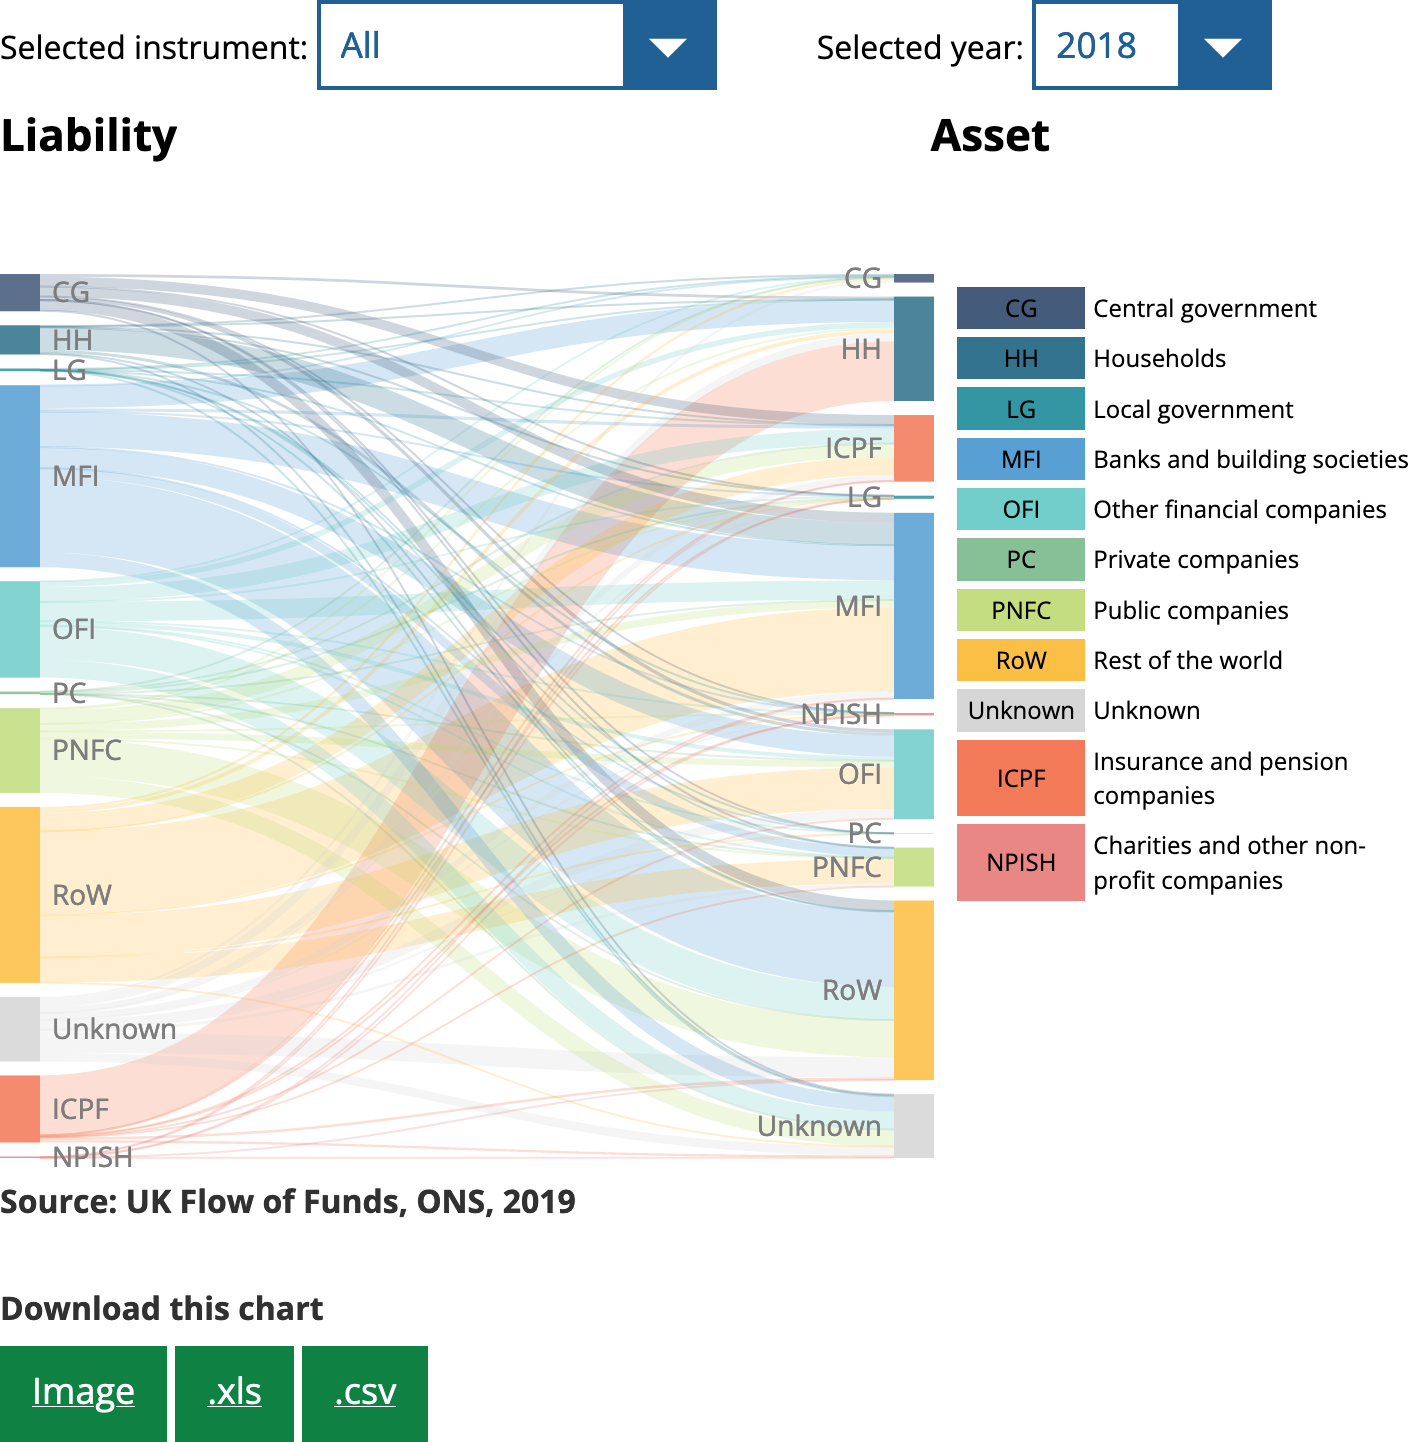 Selected instrument: All Selected year: 2018
Liability Asset
CG
HH
LG
MFI
OFI
PC
PNFC
RoW
Unknown
ICPF
NPISH
CG
HH
ICPF
LG
MFI
NPISH
OFI
PC
PNFC
RoW
Unknown
CG Central government
HH Households
LG Local government
MFI Banks and building societies
OFI Other financial companies
PC Private companies
PNFC Public companies
RoW Rest of the world
Unknown Unknown
ICPF Insurance and pension
companies
NPISH Charities and other non-
profit companies
Source: UK Flow of Funds, ONS, 2019
Download this chart
Image .xls .csv